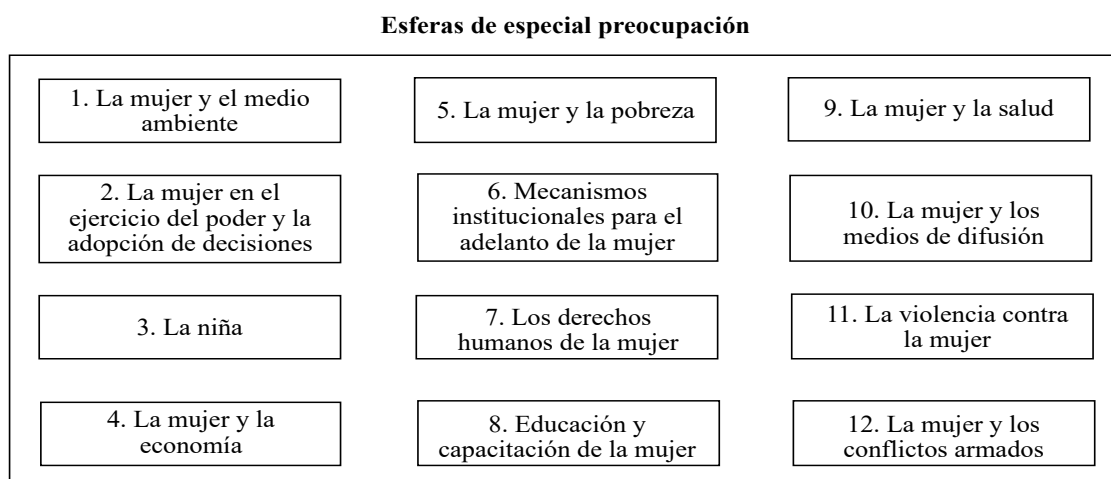 Esferas de especial preocupación
1. La mujer y el medio
ambiente
2. La mujer en el
ejercicio del poder y la
adopción de decisiones
3. La niña
4. La mujer y la
economía
5. La mujer y la pobreza
6. Mecanismos
institucionales para el
adelanto de la mujer
7. Los derechos
humanos de la mujer
8. Educación y
capacitación de la mujer
9. La mujer y la salud
10. La mujer y los
medios de difusión
11. La violencia contra
la mujer
12. La mujer y los
conflictos armados